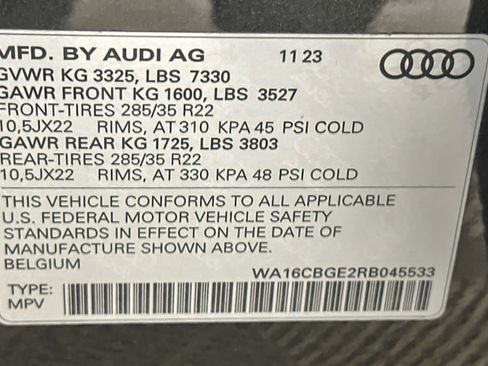 MFD. BY AUDI AG 11 23
GVWR KG 3325, LBS 7330
GAWR FRONT KG 1600, LBS 3527
FRONT-TIRES 285/35 R22
10,5JX22 RIMS, AT 310 KPA 45 PSI COLD
GAWR REAR KG 1725, LBS 3803
REAR-TIRES 285/35 R22
10,5JX22 RIMS, AT 330 KPA 48 PSI COLD
THIS VEHICLE CONFORMS TO ALL APPLICABLE
U.S. FEDERAL MOTOR VEHICLE SAFETY
STANDARDS IN EFFECT ON THE DATE OF
MANUFACTURE SHOWN ABOVE.
BELGIUM
WA16CBGE2RB045533
TYPE:
MPV